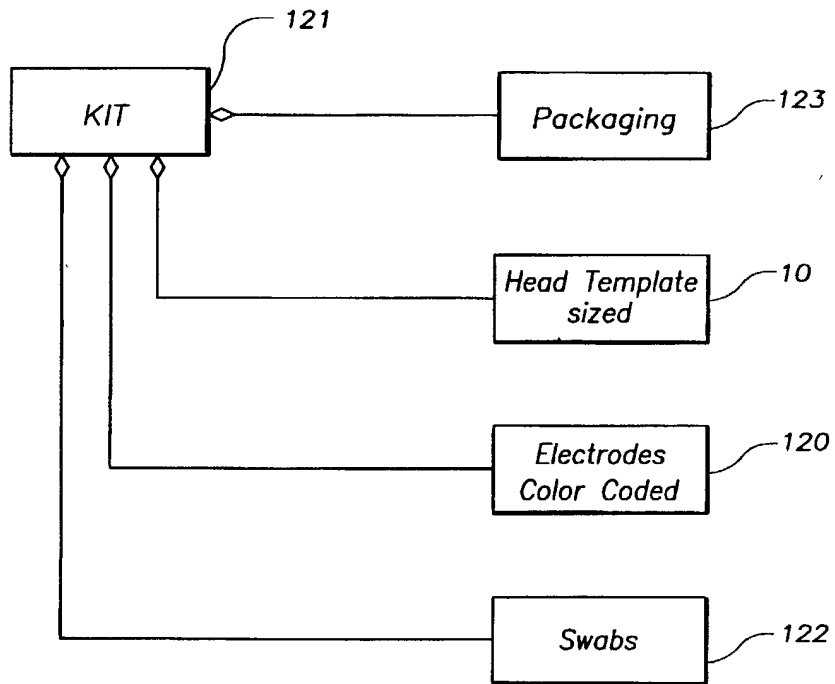 121
KIT
Packaging
123
Head Template
sized
10
Electrodes
Color Coded
120
Swabs
122